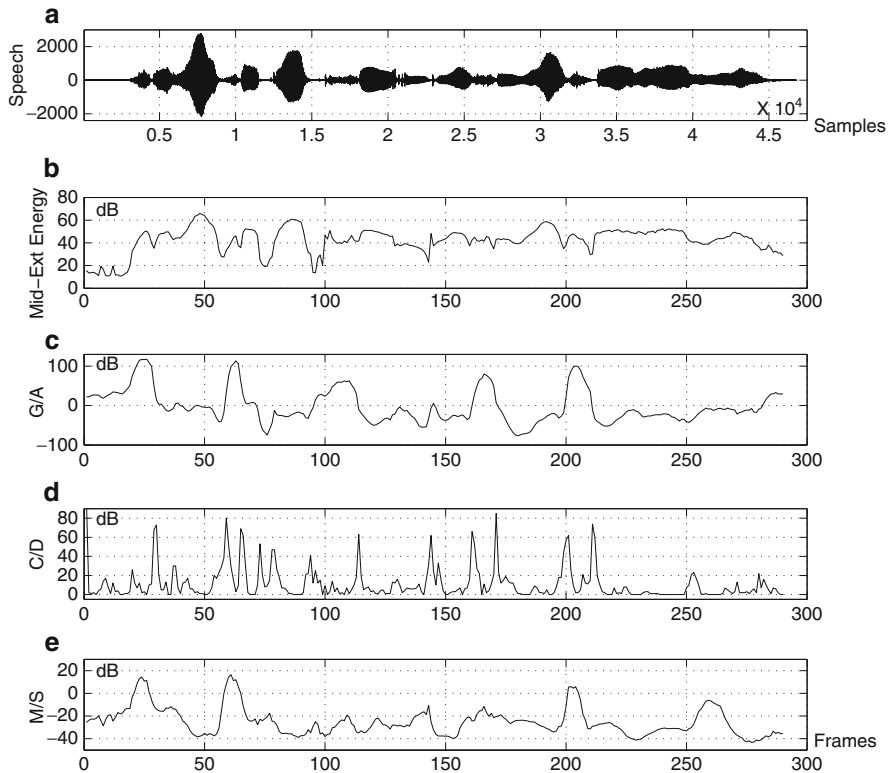 a
Speech
2000
0
−2000
X 10^4
0.5 1 1.5 2 2.5 3 3.5 4 4.5
Samples
b
Mid−Ext Energy
dB
80
60
40
20
0
0 50 100 150 200 250 300
c
G/A
dB
100
0
−100
0 50 100 150 200 250 300
d
C/D
dB
80
60
40
20
0
0 50 100 150 200 250 300
e
M/S
dB
20
0
−20
−40
0 50 100 150 200 250 300
Frames